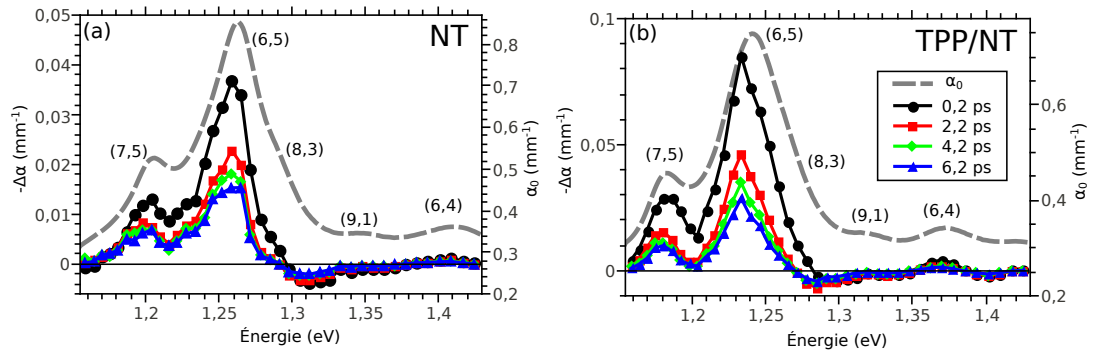 (a)
NT
(6,5)
(7,5)
(8,3)
(9,1)
(6,4)
0,05
0,04
0,03
0,02
0,01
0
-Δα (mm⁻¹)
0,8
0,7
0,6
0,5
0,4
0,3
0,2
α₀ (mm⁻¹)
1,2
1,25
1,3
1,35
1,4
Énergie (eV)
(b)
TPP/NT
(6,5)
(7,5)
(8,3)
(9,1)
(6,4)
α₀
0,2 ps
2,2 ps
4,2 ps
6,2 ps
0,1
0,05
0
-Δα (mm⁻¹)
0,6
0,4
0,2
α₀ (mm⁻¹)
1,2
1,25
1,3
1,35
1,4
Énergie (eV)